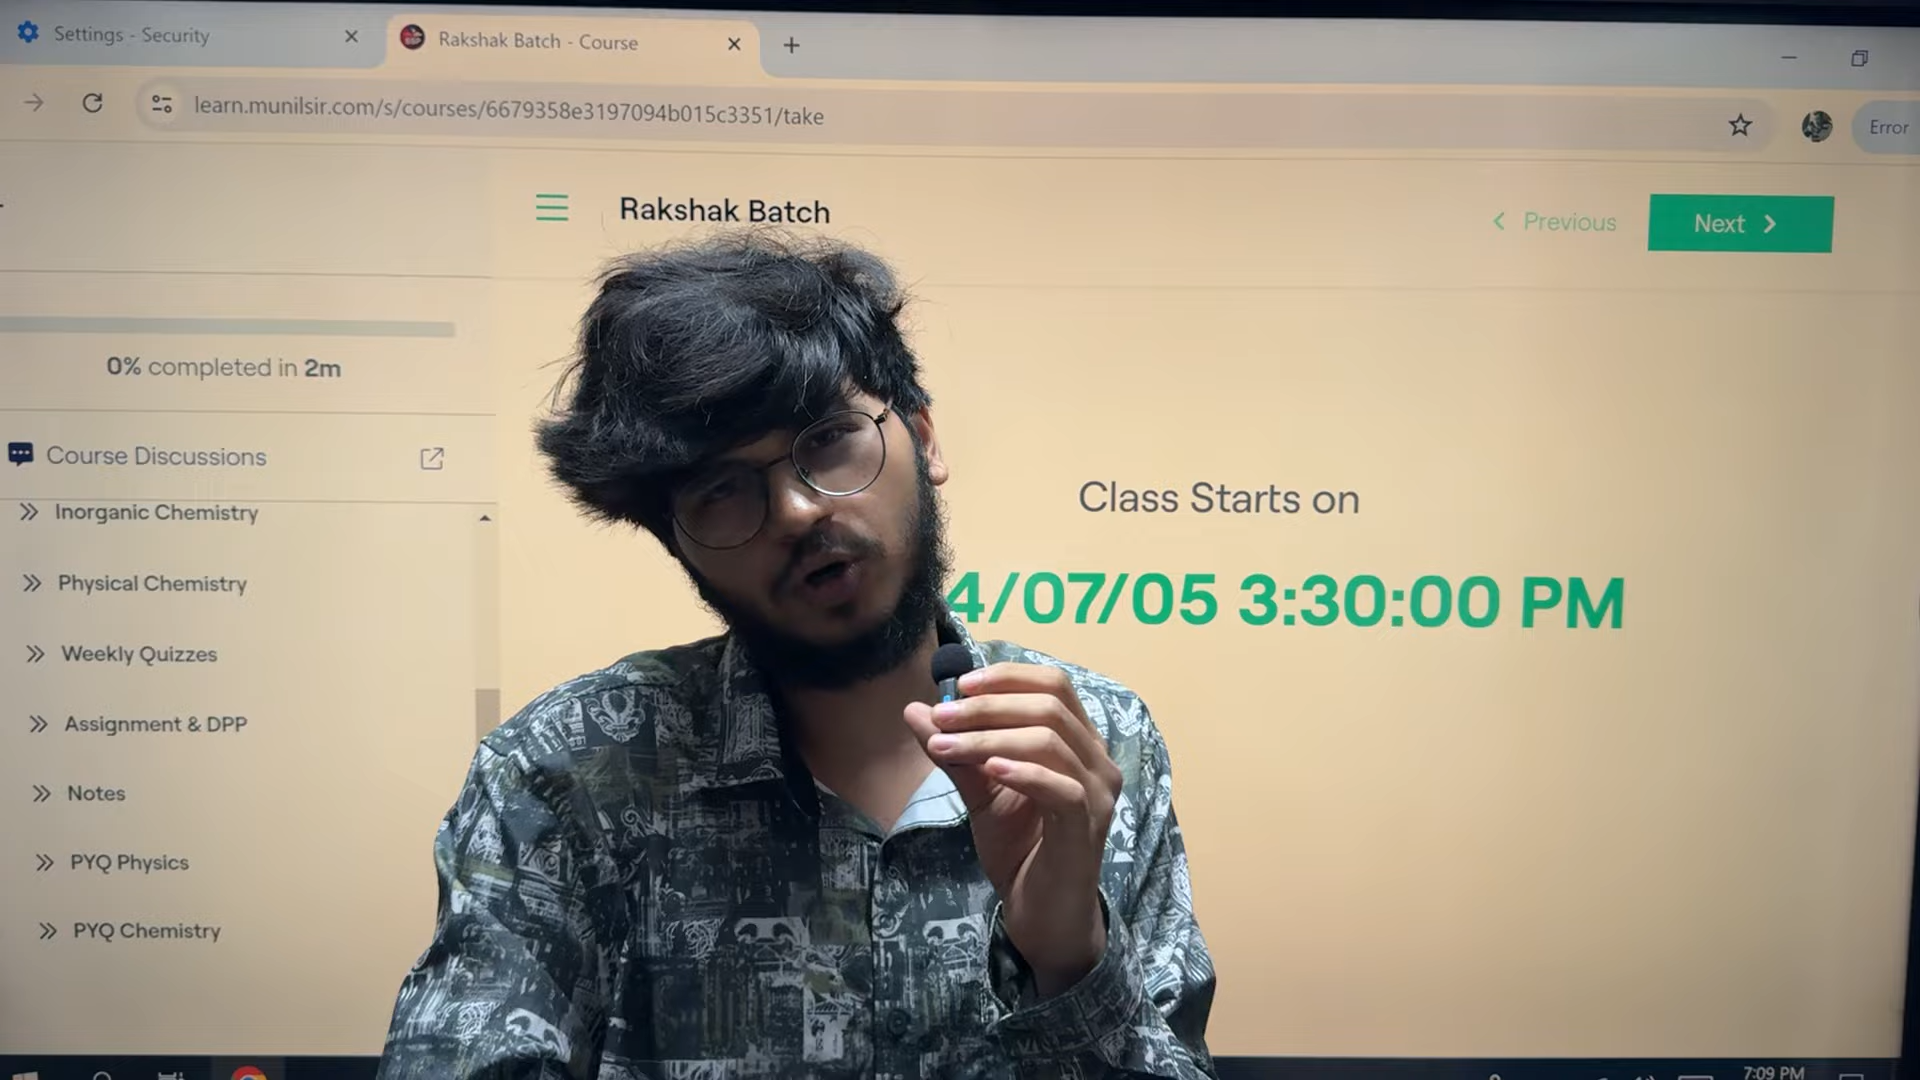 Settings - Security
Rakshak Batch - Course
learn.munilsir.com/s/courses/6679358e3197094b015c3351/take
Error
Rakshak Batch
Previous
Next
0% completed in 2m
Course Discussions
Inorganic Chemistry
Physical Chemistry
Weekly Quizzes
Assignment & DPP
Notes
PYQ Physics
PYQ Chemistry
Class Starts on
4/07/05 3:30:00 PM
7:09 PM